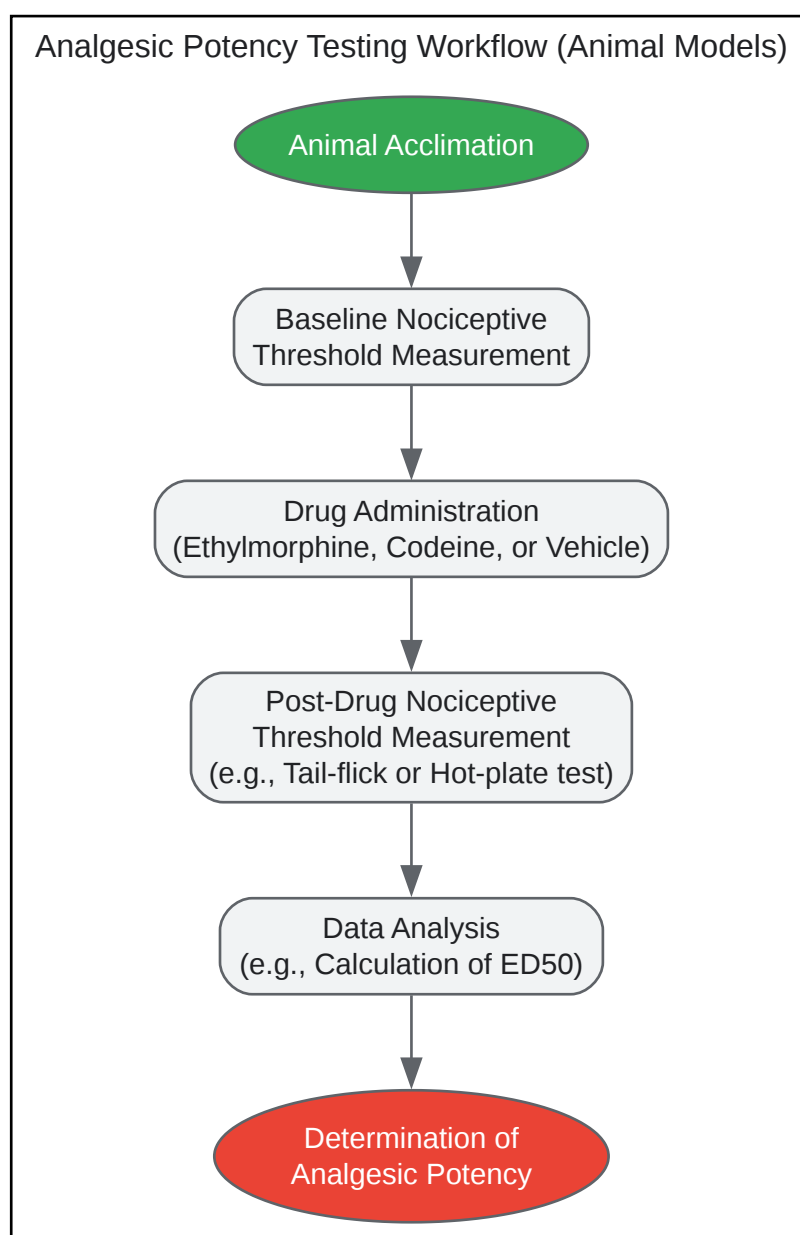 Analgesic Potency Testing Workflow (Animal Models)
Animal Acclimation
Baseline Nociceptive
Threshold Measurement
Drug Administration
(Ethylmorphine, Codeine, or Vehicle)
Post-Drug Nociceptive
Threshold Measurement
(e.g., Tail-flick or Hot-plate test)
Data Analysis
(e.g., Calculation of ED50)
Determination of
Analgesic Potency